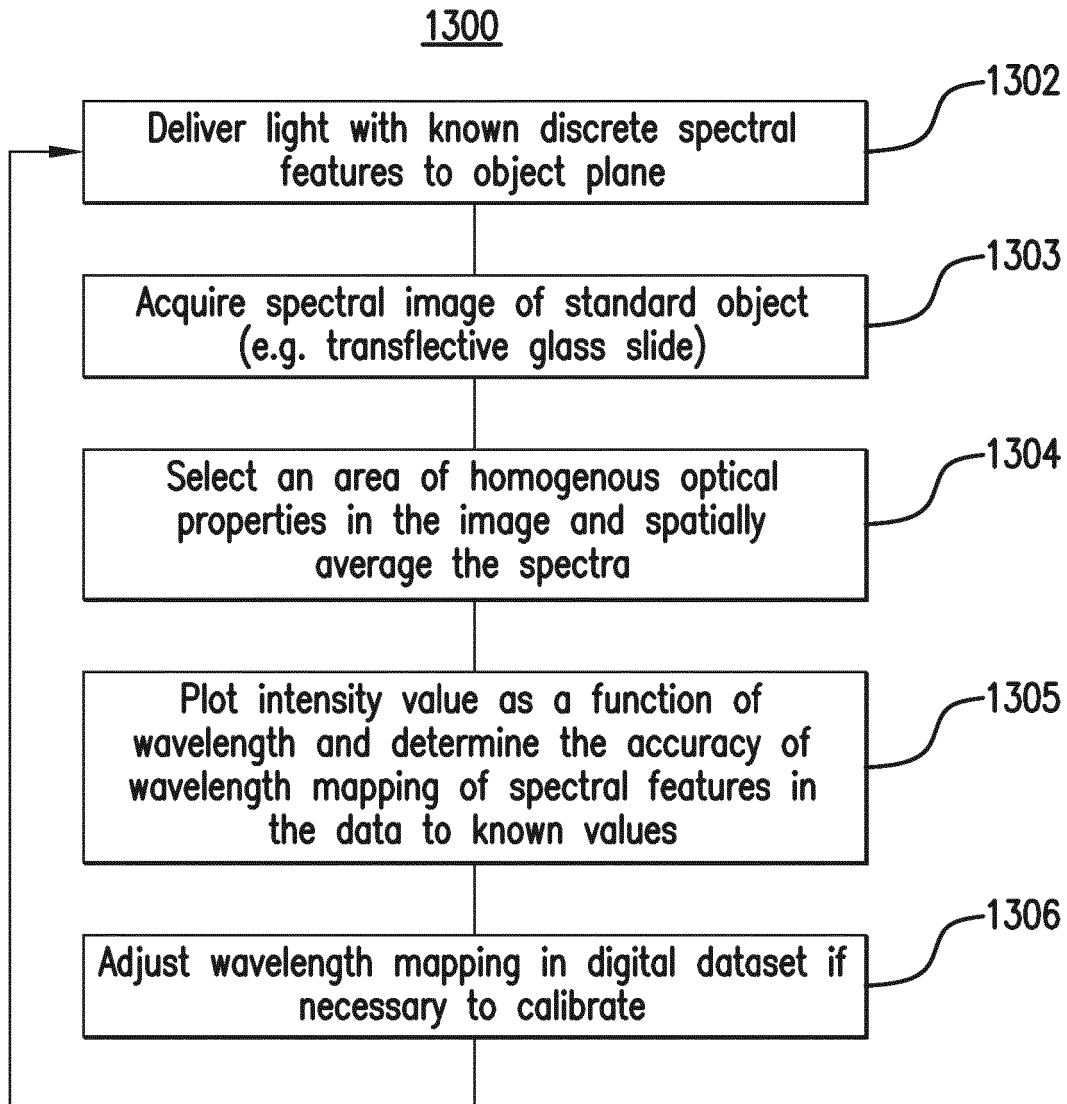 1300
1302
Deliver light with known discrete spectral
features to object plane
1303
Acquire spectral image of standard object
(e.g. transflective glass slide)
1304
Select an area of homogenous optical
properties in the image and spatially
average the spectra
1305
Plot intensity value as a function of
wavelength and determine the accuracy of
wavelength mapping of spectral features in
the data to known values
1306
Adjust wavelength mapping in digital dataset if
necessary to calibrate